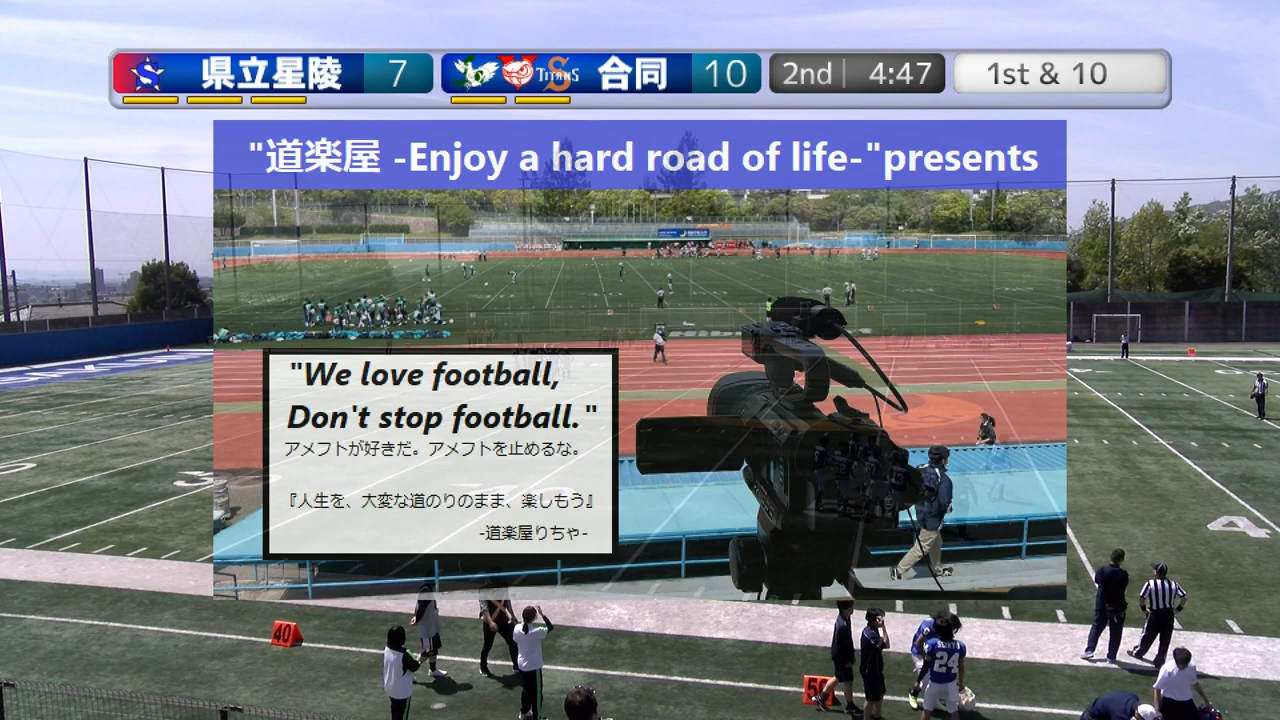 S 県立星陵 7 TITANS S 合同 10 2nd 4:47 1st & 10
"道楽屋 -Enjoy a hard road of life-"presents
"We love football,
Don't stop football."
アメフトが好きだ。アメフトを止めるな。
『人生を、大変な道のりのまま、楽しもう』
-道楽屋りちゃ-
3
4
40
50
24